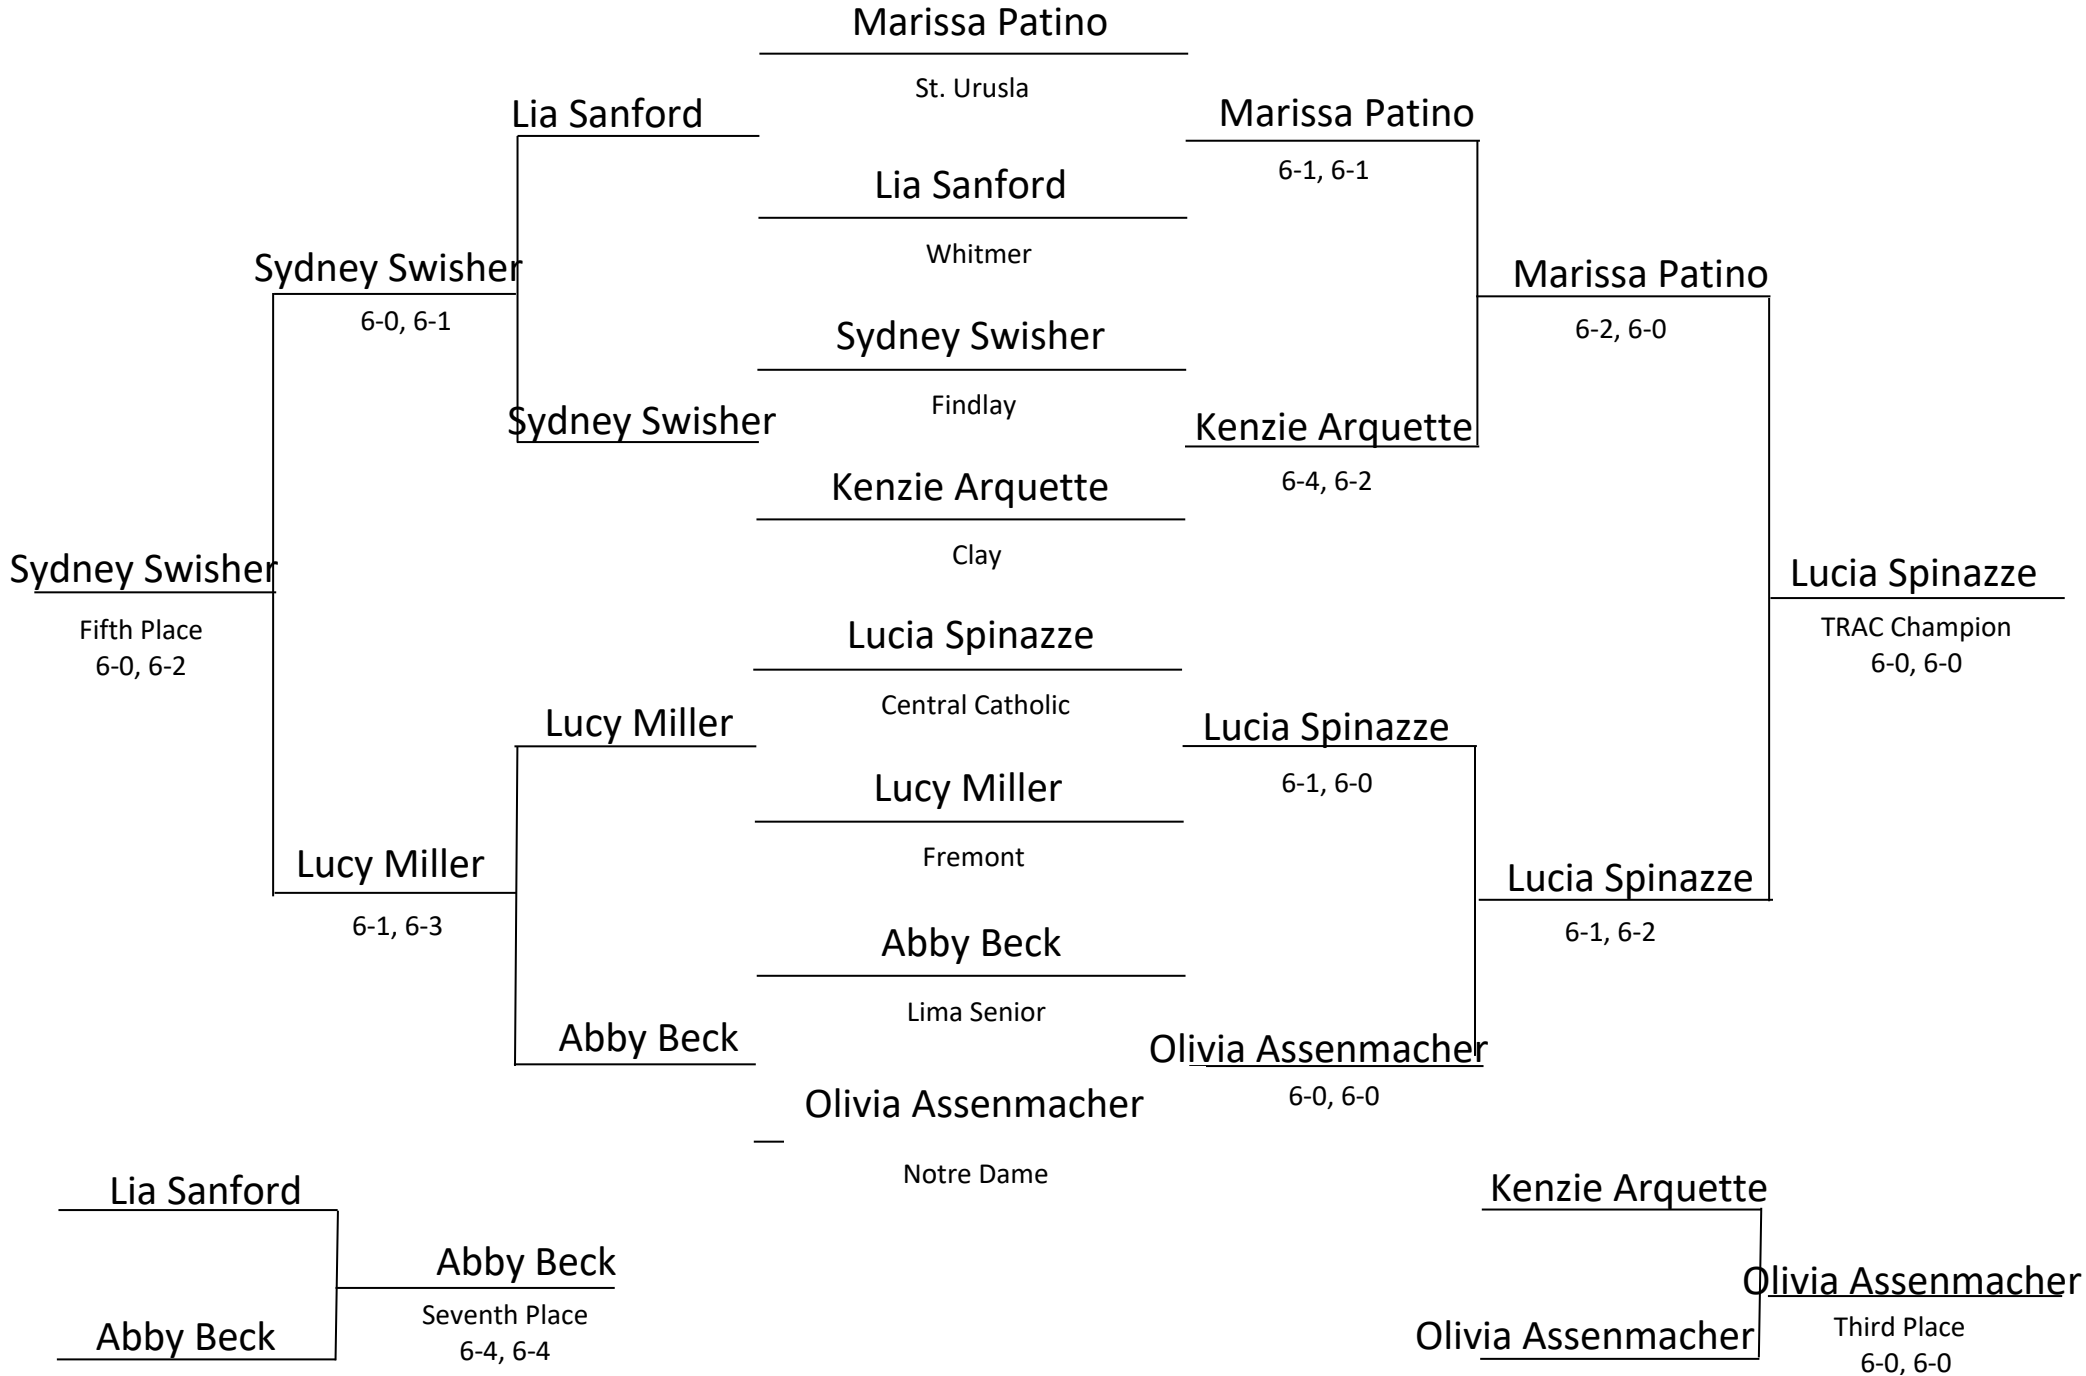 Marissa Patino
St. Urusla
Lia Sanford
Marissa Patino
6-1, 6-1
Lia Sanford
Whitmer
Sydney Swisher
6-0, 6-1
Marissa Patino
6-2, 6-0
Sydney Swisher
Findlay
Sydney Swisher
Kenzie Arquette
6-4, 6-2
Kenzie Arquette
Clay
Sydney Swisher
Fifth Place
6-0, 6-2
Lucia Spinazze
TRAC Champion
6-0, 6-0
Lucia Spinazze
Central Catholic
Lucy Miller
Lucia Spinazze
6-1, 6-0
Lucy Miller
Fremont
Lucy Miller
6-1, 6-3
Lucia Spinazze
6-1, 6-2
Abby Beck
Lima Senior
Abby Beck
Olivia Assenmacher
6-0, 6-0
Olivia Assenmacher
Notre Dame
Lia Sanford
Abby Beck
Seventh Place
6-4, 6-4
Abby Beck
Kenzie Arquette
Olivia Assenmacher
Third Place
6-0, 6-0
Olivia Assenmacher